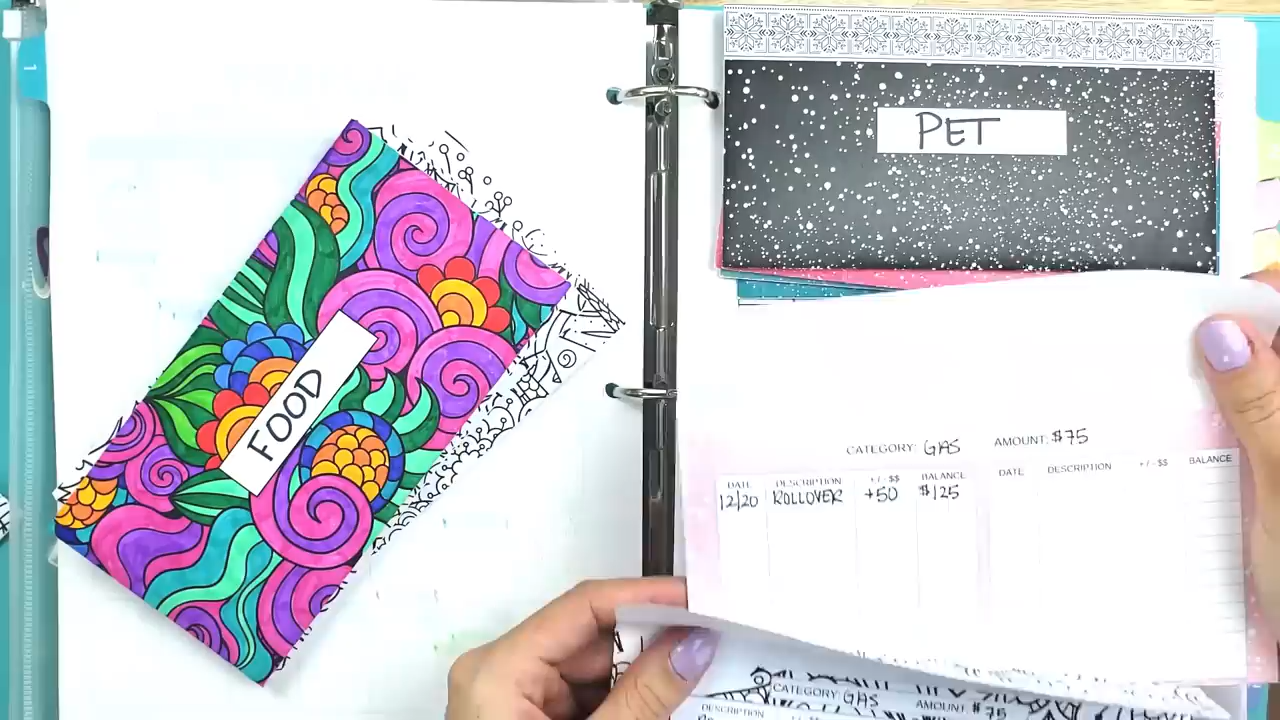 1
PET
FOOD
CATEGORY: GAS AMOUNT: $75
DATE DESCRIPTION +/-$$ BALANCE DATE DESCRIPTION +/-$$ BALANCE
12/20 ROLLOVER +50 $125
CATEGORY: GAS AMOUNT: $75
DESCRIPTION